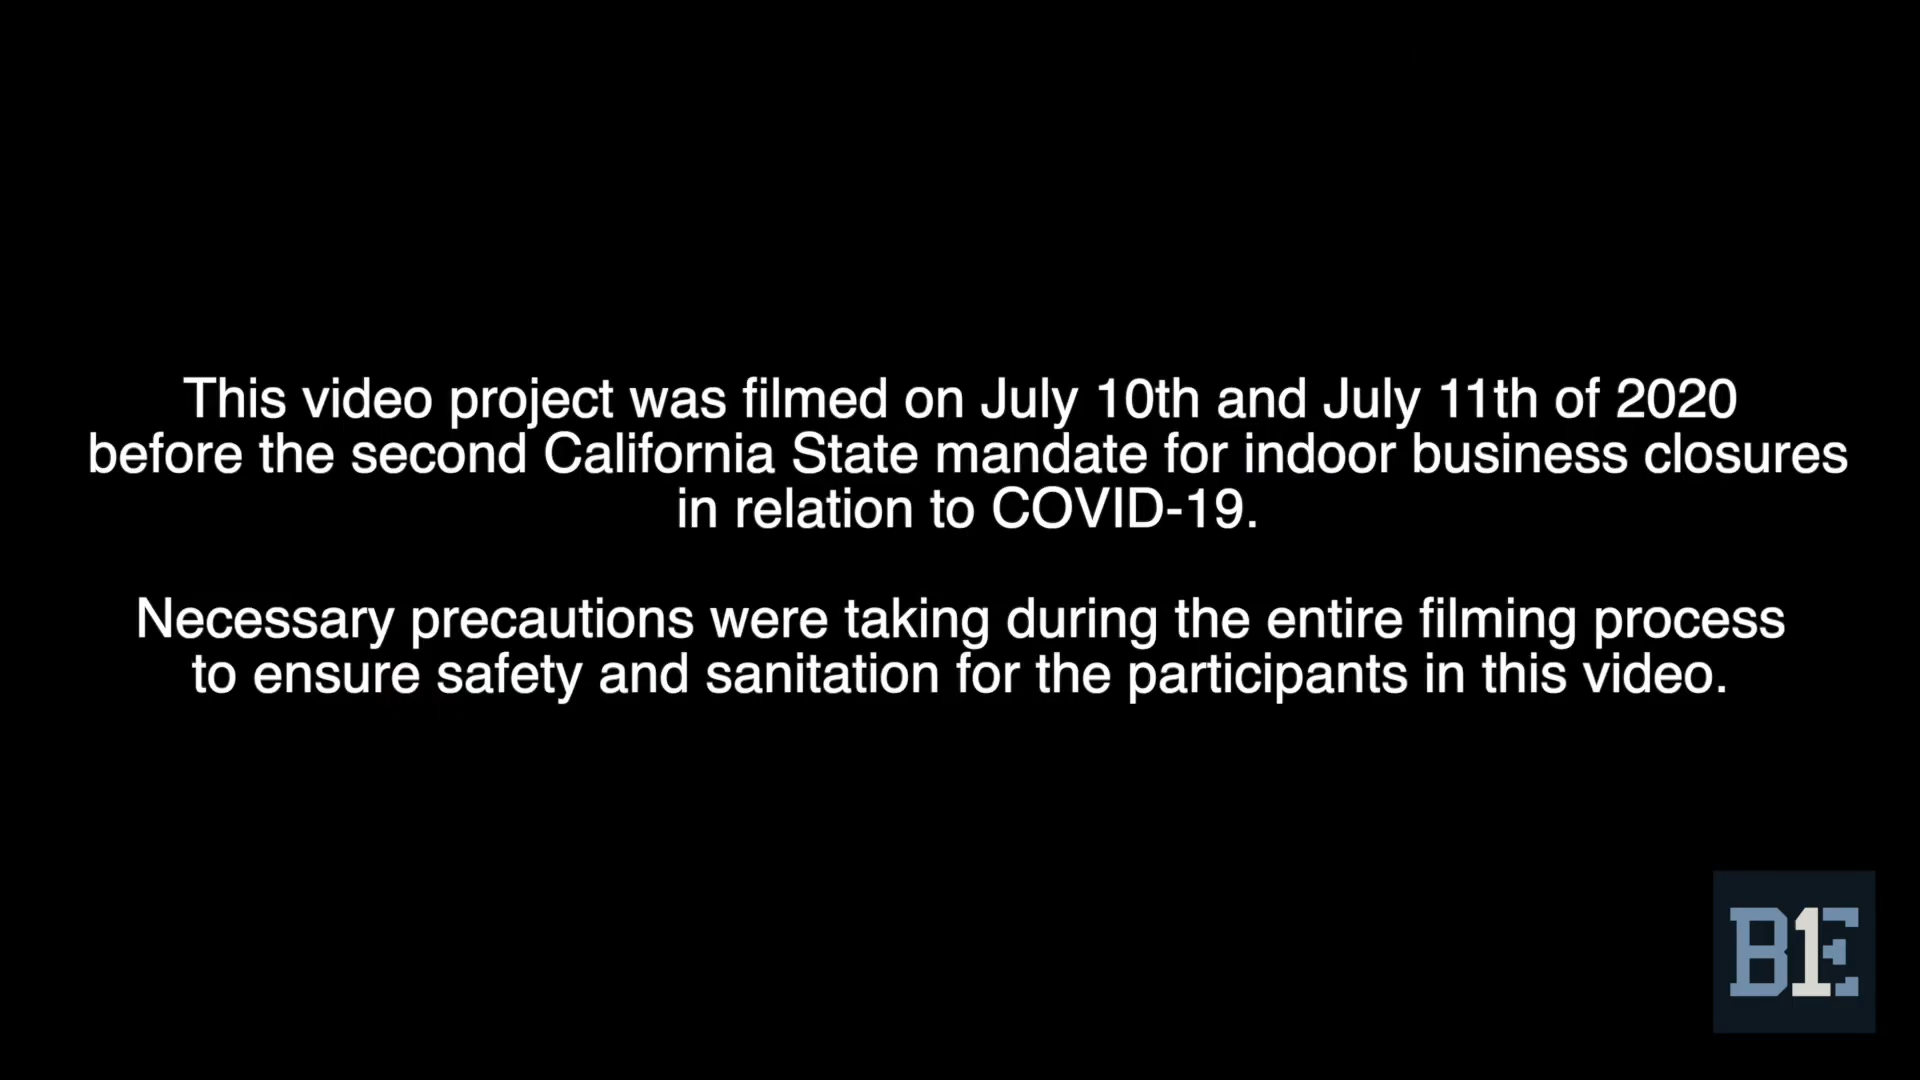 This video project was filmed on July 10th and July 11th of 2020
before the second California State mandate for indoor business closures
in relation to COVID-19.
Necessary precautions were taking during the entire filming process
to ensure safety and sanitation for the participants in this video.
B1E